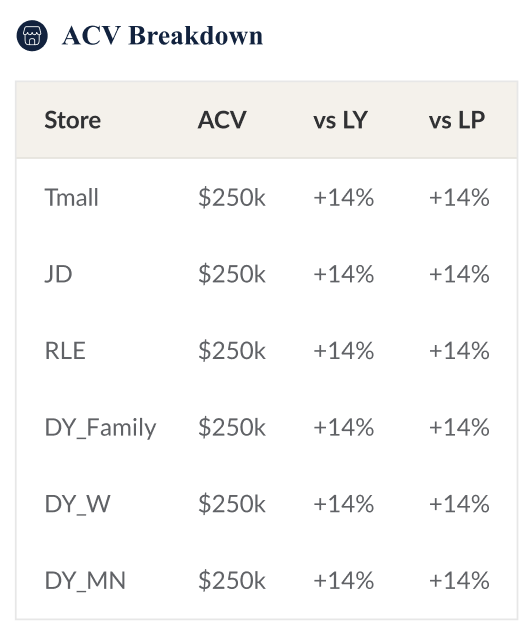 ACV Breakdown
Store ACV vs LY vs LP
Tmall $250k +14% +14%
JD $250k +14% +14%
RLE $250k +14% +14%
DY_Family $250k +14% +14%
DY_W $250k +14% +14%
DY_MN $250k +14% +14%